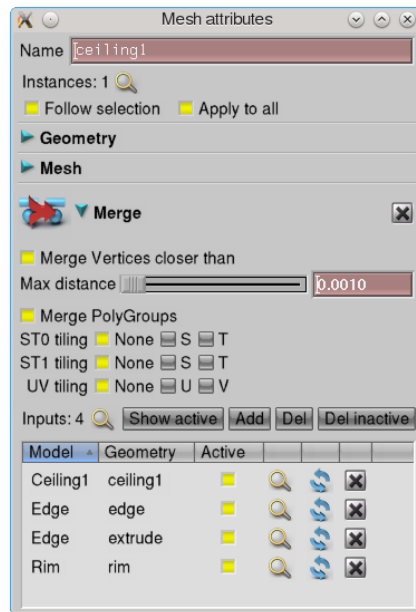 Mesh attributes
Name ceiling1
Instances: 1
Follow selection Apply to all
Geometry
Mesh
Merge
Merge Vertices closer than
Max distance 0.0010
Merge PolyGroups
ST0 tiling None S T
ST1 tiling None S T
UV tiling None U V
Inputs: 4 Show active Add Del Del inactive
Model Geometry Active
Ceiling1 ceiling1
Edge edge
Edge extrude
Rim rim